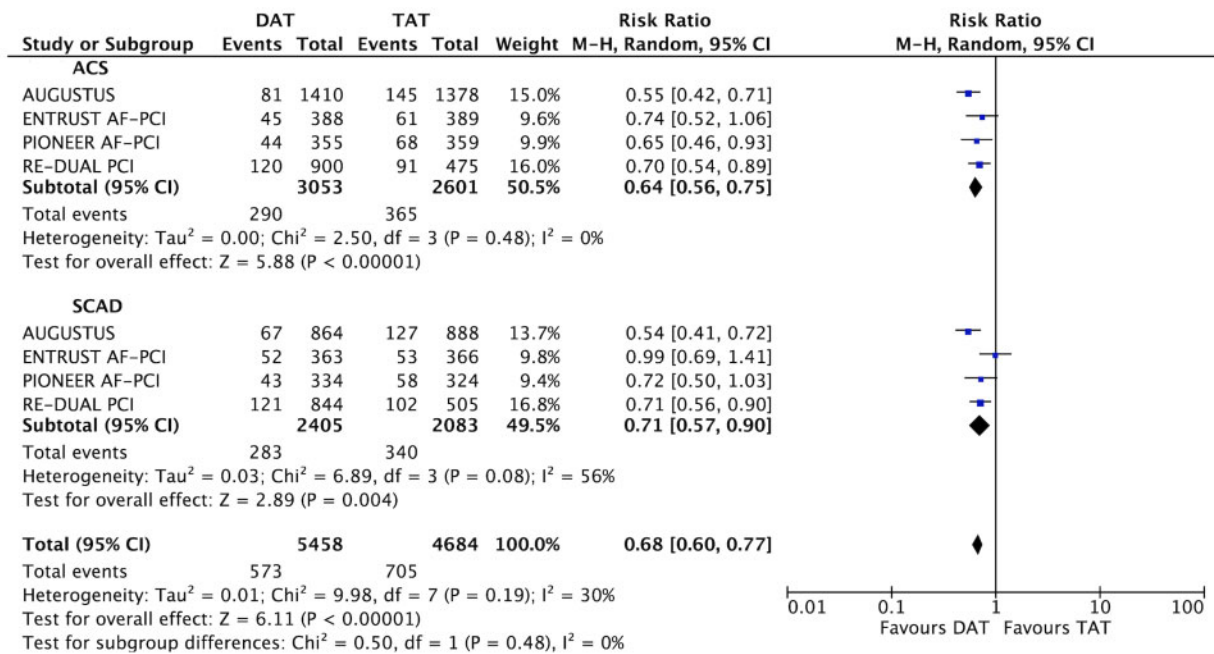 DAT TAT Risk Ratio Risk Ratio
Study or Subgroup Events Total Events Total Weight M-H, Random, 95% CI M-H, Random, 95% CI
ACS
AUGUSTUS 81 1410 145 1378 15.0% 0.55 [0.42, 0.71]
ENTRUST AF-PCI 45 388 61 389 9.6% 0.74 [0.52, 1.06]
PIONEER AF-PCI 44 355 68 359 9.9% 0.65 [0.46, 0.93]
RE-DUAL PCI 120 900 91 475 16.0% 0.70 [0.54, 0.89]
Subtotal (95% CI) 3053 2601 50.5% 0.64 [0.56, 0.75]
Total events 290 365
Heterogeneity: Tau² = 0.00; Chi² = 2.50, df = 3 (P = 0.48); I² = 0%
Test for overall effect: Z = 5.88 (P < 0.00001)
SCAD
AUGUSTUS 67 864 127 888 13.7% 0.54 [0.41, 0.72]
ENTRUST AF-PCI 52 363 53 366 9.8% 0.99 [0.69, 1.41]
PIONEER AF-PCI 43 334 58 324 9.4% 0.72 [0.50, 1.03]
RE-DUAL PCI 121 844 102 505 16.8% 0.71 [0.56, 0.90]
Subtotal (95% CI) 2405 2083 49.5% 0.71 [0.57, 0.90]
Total events 283 340
Heterogeneity: Tau² = 0.03; Chi² = 6.89, df = 3 (P = 0.08); I² = 56%
Test for overall effect: Z = 2.89 (P = 0.004)
Total (95% CI) 5458 4684 100.0% 0.68 [0.60, 0.77]
Total events 573 705
Heterogeneity: Tau² = 0.01; Chi² = 9.98, df = 7 (P = 0.19); I² = 30%
Test for overall effect: Z = 6.11 (P < 0.00001)
Test for subgroup differences: Chi² = 0.50, df = 1 (P = 0.48), I² = 0%
0.01 0.1 1 10 100
Favours DAT Favours TAT